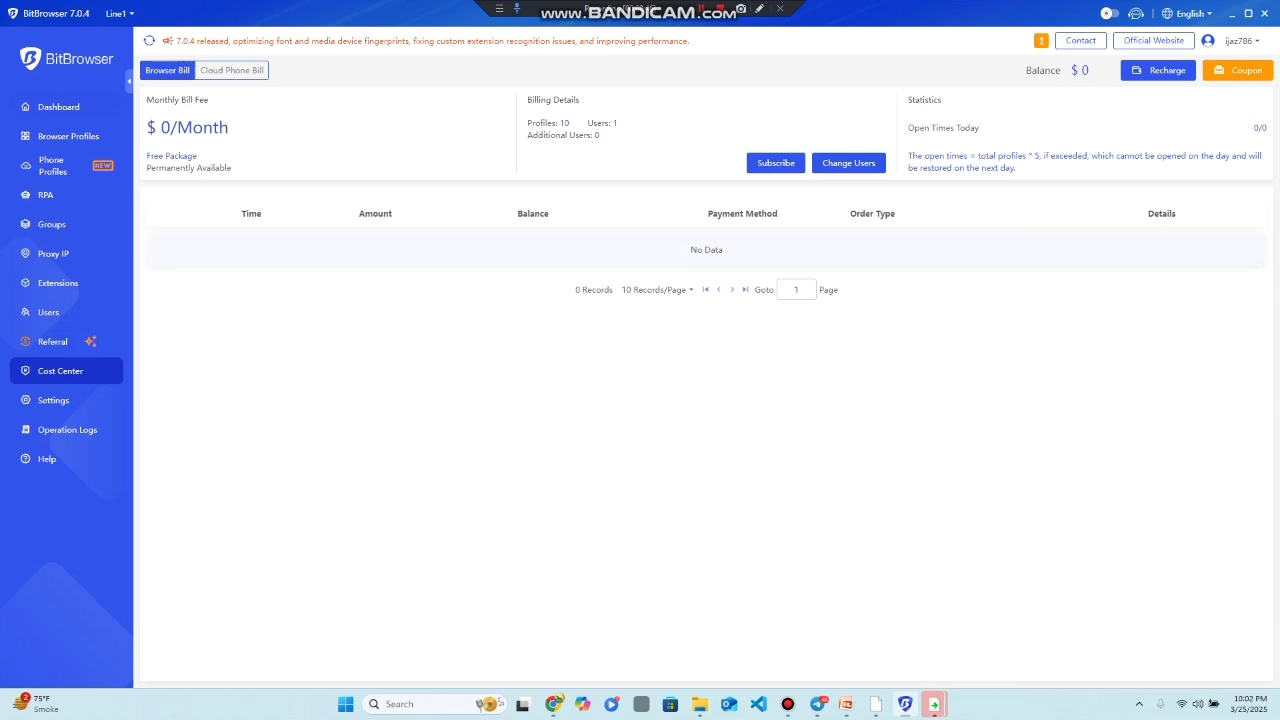 BitBrowser 7.0.4 Line1
www.BANDICAM.com
English
BitBrowser
7.0.4 released, optimizing font and media device fingerprints, fixing custom extension recognition issues, and improving performance.
Contact Official Website ijaz786
Browser Bill Cloud Phone Bill
Balance $ 0 Recharge Coupon
Dashboard
Browser Profiles
Phone Profiles NEW
RPA
Groups
Proxy IP
Extensions
Users
Referral
Cost Center
Settings
Operation Logs
Help
Monthly Bill Fee
$ 0/Month
Free Package
Permanently Available
Billing Details
Profiles: 10 Users: 1
Additional Users: 0
Subscribe Change Users
Statistics
Open Times Today 0/0
The open times = total profiles * 5, if exceeded, which cannot be opened on the day and will
be restored on the next day.
Time Amount Balance Payment Method Order Type Details
No Data
0 Records 10 Records/Page Goto 1 Page
2
75°F
Smoke
Search
10:02 PM
3/25/2025